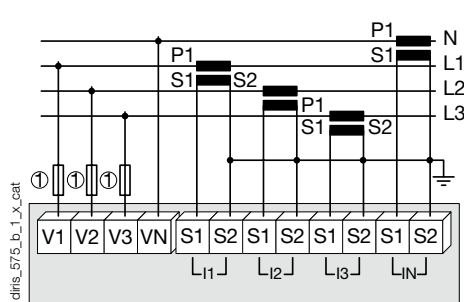 P1 N
P1 S1 L1
S1 S2 L2
P1 L3
S1 S2
① ① ①
V1 V2 V3 VN S1 S2 S1 S2 S1 S2 S1 S2
I1 I2 I3 IN
diris_575_b_1_x_cat